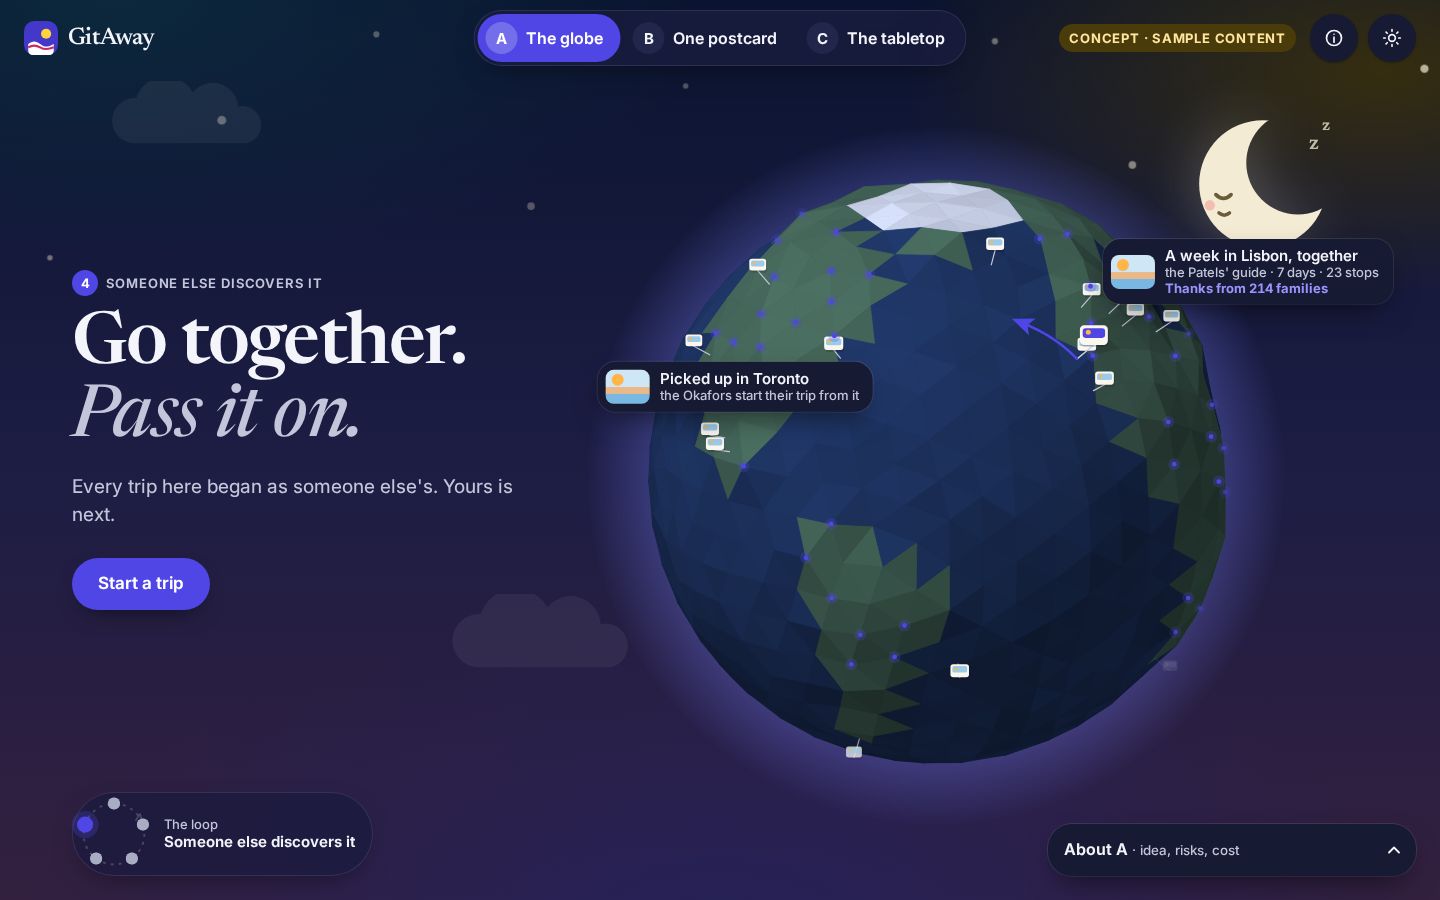 GitAway
A The globe
B One postcard
C The tabletop
CONCEPT · SAMPLE CONTENT
z
z
A week in Lisbon, together
the Patels' guide · 7 days · 23 stops
Thanks from 214 families
4 SOMEONE ELSE DISCOVERS IT
Go together.
Pass it on.
Picked up in Toronto
the Okafors start their trip from it
Every trip here began as someone else's. Yours is
next.
Start a trip
The loop
Someone else discovers it
About A · idea, risks, cost